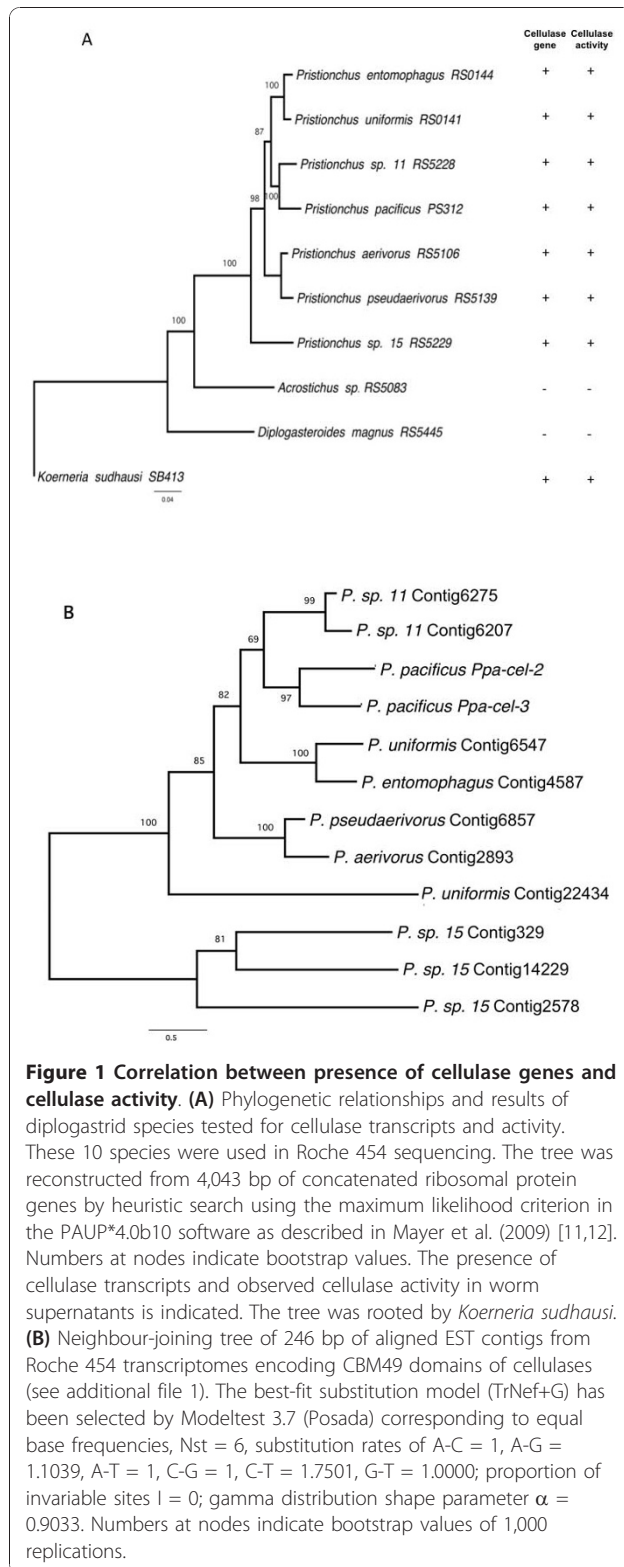 A
Cellulase gene
Cellulase activity
Pristionchus entomophagus RS0144 + +
100
87
Pristionchus uniformis RS0141 + +
Pristionchus sp. 11 RS5228 + +
98
100
Pristionchus pacificus PS312 + +
Pristionchus aerivorus RS5106 + +
100
Pristionchus pseudaerivorus RS5139 + +
100
Pristionchus sp. 15 RS5229 + +
Acrostichus sp. RS5083 - -
Diplogasteroides magnus RS5445 - -
Koerneria sudhausi SB413 + +
0.04
B
P. sp. 11 Contig6275
99
P. sp. 11 Contig6207
69
P. pacificus Ppa-cel-2
97
P. pacificus Ppa-cel-3
82
P. uniformis Contig6547
100
P. entomophagus Contig4587
85
P. pseudaerivorus Contig6857
100
100
P. aerivorus Contig2893
P. uniformis Contig22434
P. sp. 15 Contig329
81
P. sp. 15 Contig14229
P. sp. 15 Contig2578
0.5
Figure 1 Correlation between presence of cellulase genes and
cellulase activity. (A) Phylogenetic relationships and results of
diplogastrid species tested for cellulase transcripts and activity.
These 10 species were used in Roche 454 sequencing. The tree was
reconstructed from 4,043 bp of concatenated ribosomal protein
genes by heuristic search using the maximum likelihood criterion in
the PAUP*4.0b10 software as described in Mayer et al. (2009) [11,12].
Numbers at nodes indicate bootstrap values. The presence of
cellulase transcripts and observed cellulase activity in worm
supernatants is indicated. The tree was rooted by Koerneria sudhausi.
(B) Neighbour-joining tree of 246 bp of aligned EST contigs from
Roche 454 transcriptomes encoding CBM49 domains of cellulases
(see additional file 1). The best-fit substitution model (TrNef+G) has
been selected by Modeltest 3.7 (Posada) corresponding to equal
base frequencies, Nst = 6, substitution rates of A-C = 1, A-G =
1.1039, A-T = 1, C-G = 1, C-T = 1.7501, G-T = 1.0000; proportion of
invariable sites I = 0; gamma distribution shape parameter α =
0.9033. Numbers at nodes indicate bootstrap values of 1,000
replications.